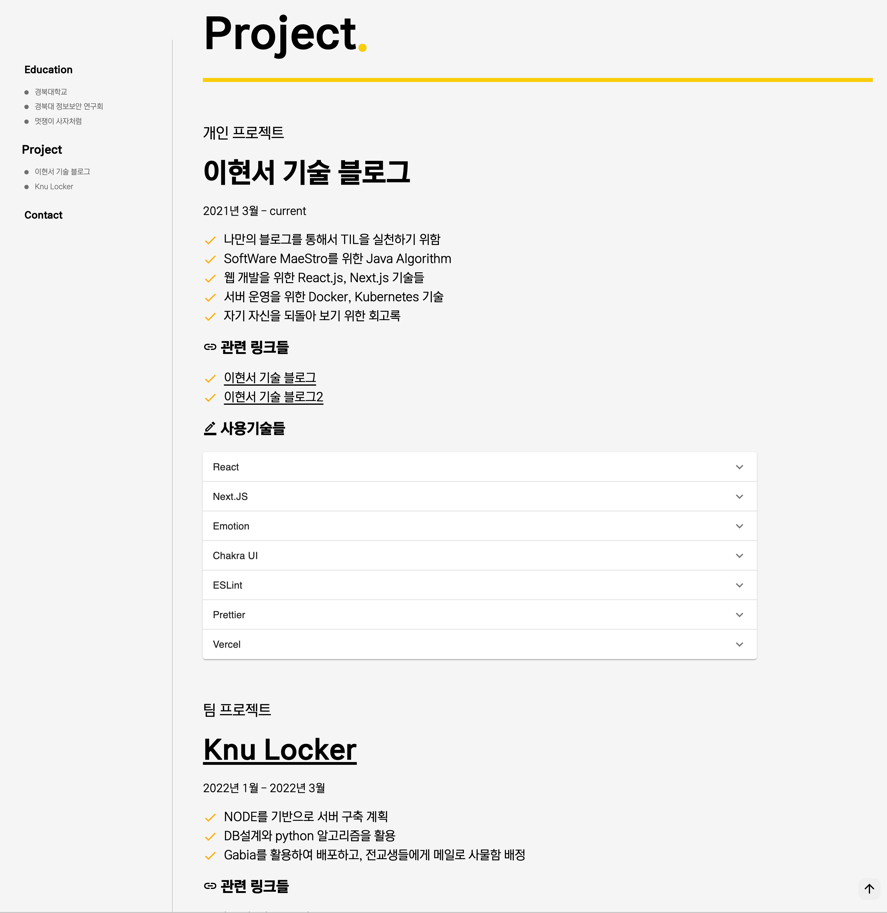 Education
경북대학교
경북대 정보보안 연구회
멋쟁이 사자처럼
Project
이현서 기술 블로그
Knu Locker
Contact
Project.
개인 프로젝트
이현서 기술 블로그
2021년 3월 – current
나만의 블로그를 통해서 TIL을 실천하기 위함
SoftWare MaeStro를 위한 Java Algorithm
웹 개발을 위한 React.js, Next.js 기술들
서버 운영을 위한 Docker, Kubernetes 기술
자기 자신을 되돌아 보기 위한 회고록
관련 링크들
이현서 기술 블로그
이현서 기술 블로그2
사용기술들
React
Next.JS
Emotion
Chakra UI
ESLint
Prettier
Vercel
팀 프로젝트
Knu Locker
2022년 1월 – 2022년 3월
NODE를 기반으로 서버 구축 계획
DB설계와 python 알고리즘을 활용
Gabia를 활용하여 배포하고, 전교생들에게 메일로 사물함 배정
관련 링크들